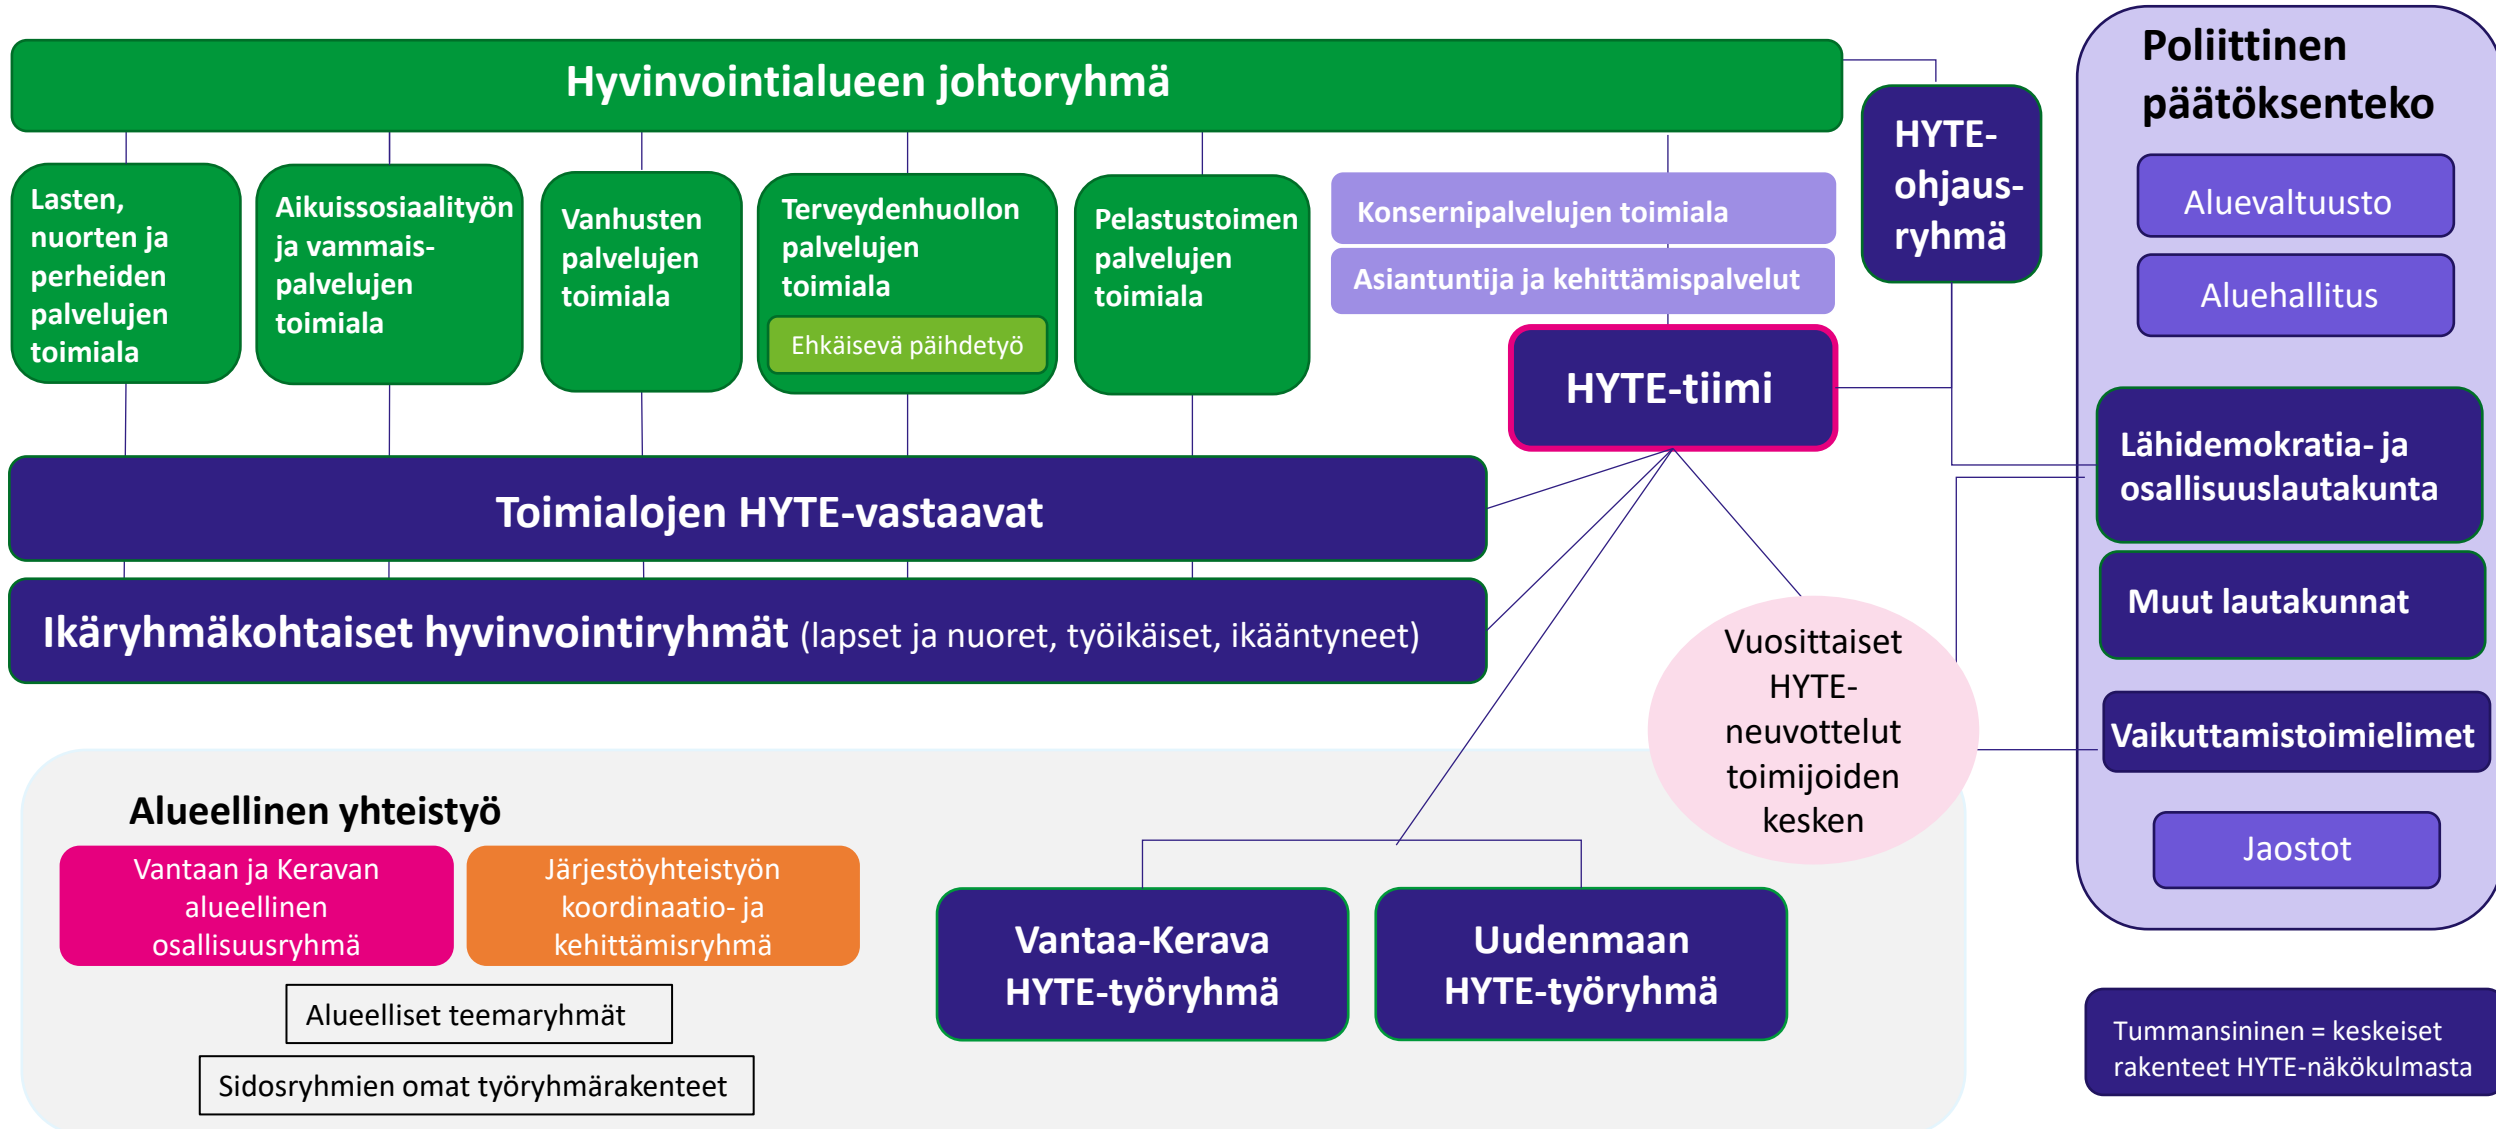 Hyvinvointialueen johtoryhmä
Lasten,
nuorten ja
perheiden
palvelujen
toimiala
Aikuissosiaalityön
ja vammais-
palvelujen
toimiala
Vanhusten
palvelujen
toimiala
Terveydenhuollon
palvelujen
toimiala
Ehkäisevä päihdetyö
Pelastustoimen
palvelujen
toimiala
Konsernipalvelujen toimiala
Asiantuntija ja kehittämispalvelut
HYTE-tiimi
HYTE-
ohjaus-
ryhmä
Toimialojen HYTE-vastaavat
Ikäryhmäkohtaiset hyvinvointiryhmät (lapset ja nuoret, työikäiset, ikääntyneet)
Vuosittaiset
HYTE-
neuvottelut
toimijoiden
kesken
Alueellinen yhteistyö
Vantaan ja Keravan
alueellinen
osallisuusryhmä
Järjestöyhteistyön
koordinaatio- ja
kehittämisryhmä
Alueelliset teemaryhmät
Sidosryhmien omat työryhmärakenteet
Vantaa-Kerava
HYTE-työryhmä
Uudenmaan
HYTE-työryhmä
Poliittinen
päätöksenteko
Aluevaltuusto
Aluehallitus
Lähidemokratia- ja
osallisuuslautakunta
Muut lautakunnat
Vaikuttamistoimielimet
Jaostot
Tummansininen = keskeiset
rakenteet HYTE-näkökulmasta